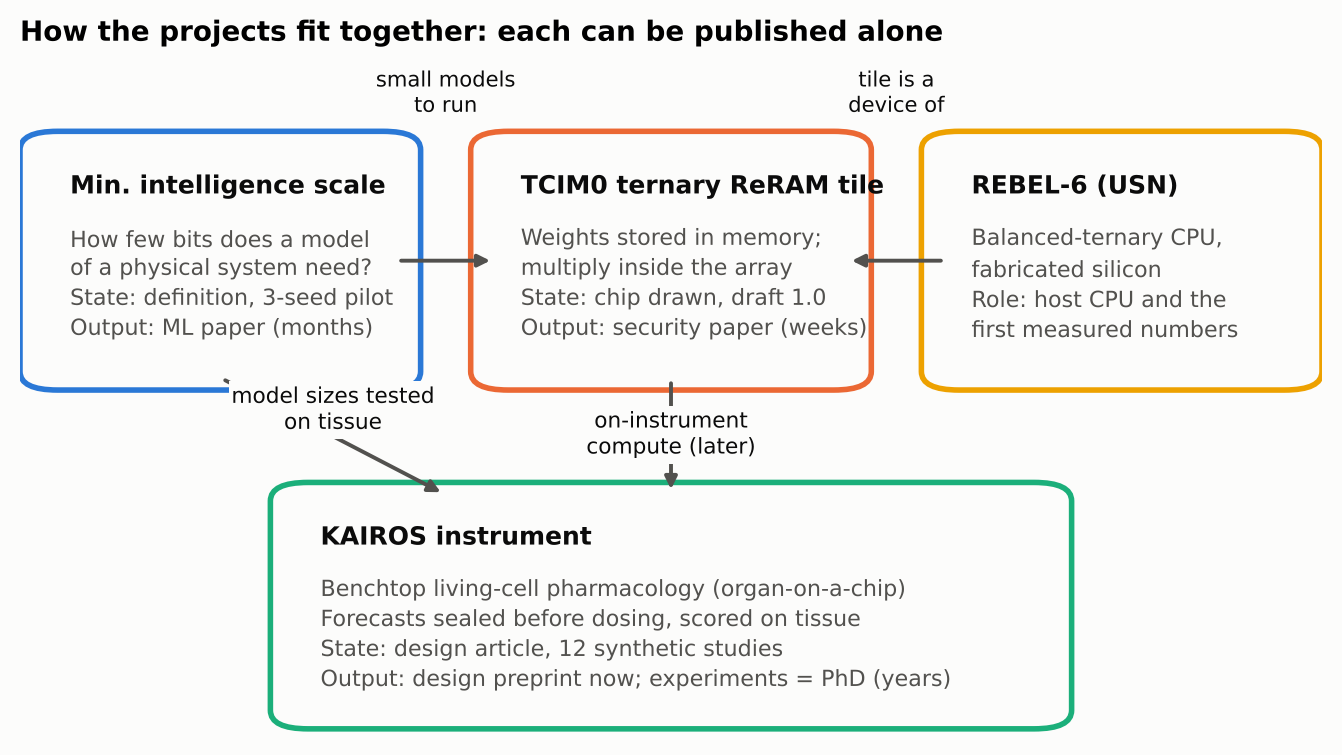 How the projects fit together: each can be published alone
small models
to run
tile is a
device of
Min. intelligence scale
How few bits does a model
of a physical system need?
State: definition, 3-seed pilot
Output: ML paper (months)
TCIM0 ternary ReRAM tile
Weights stored in memory;
multiply inside the array
State: chip drawn, draft 1.0
Output: security paper (weeks)
REBEL-6 (USN)
Balanced-ternary CPU,
fabricated silicon
Role: host CPU and the
first measured numbers
model sizes tested
on tissue
on-instrument
compute (later)
KAIROS instrument
Benchtop living-cell pharmacology (organ-on-a-chip)
Forecasts sealed before dosing, scored on tissue
State: design article, 12 synthetic studies
Output: design preprint now; experiments = PhD (years)